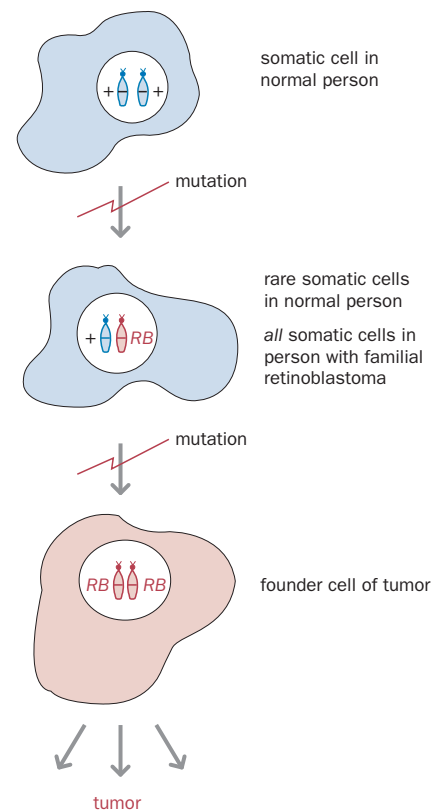 somatic cell in
normal person
+ +
mutation
rare somatic cells
in normal person
+ RB
all somatic cells in
person with familial
retinoblastoma
mutation
RB RB
founder cell of tumor
tumor